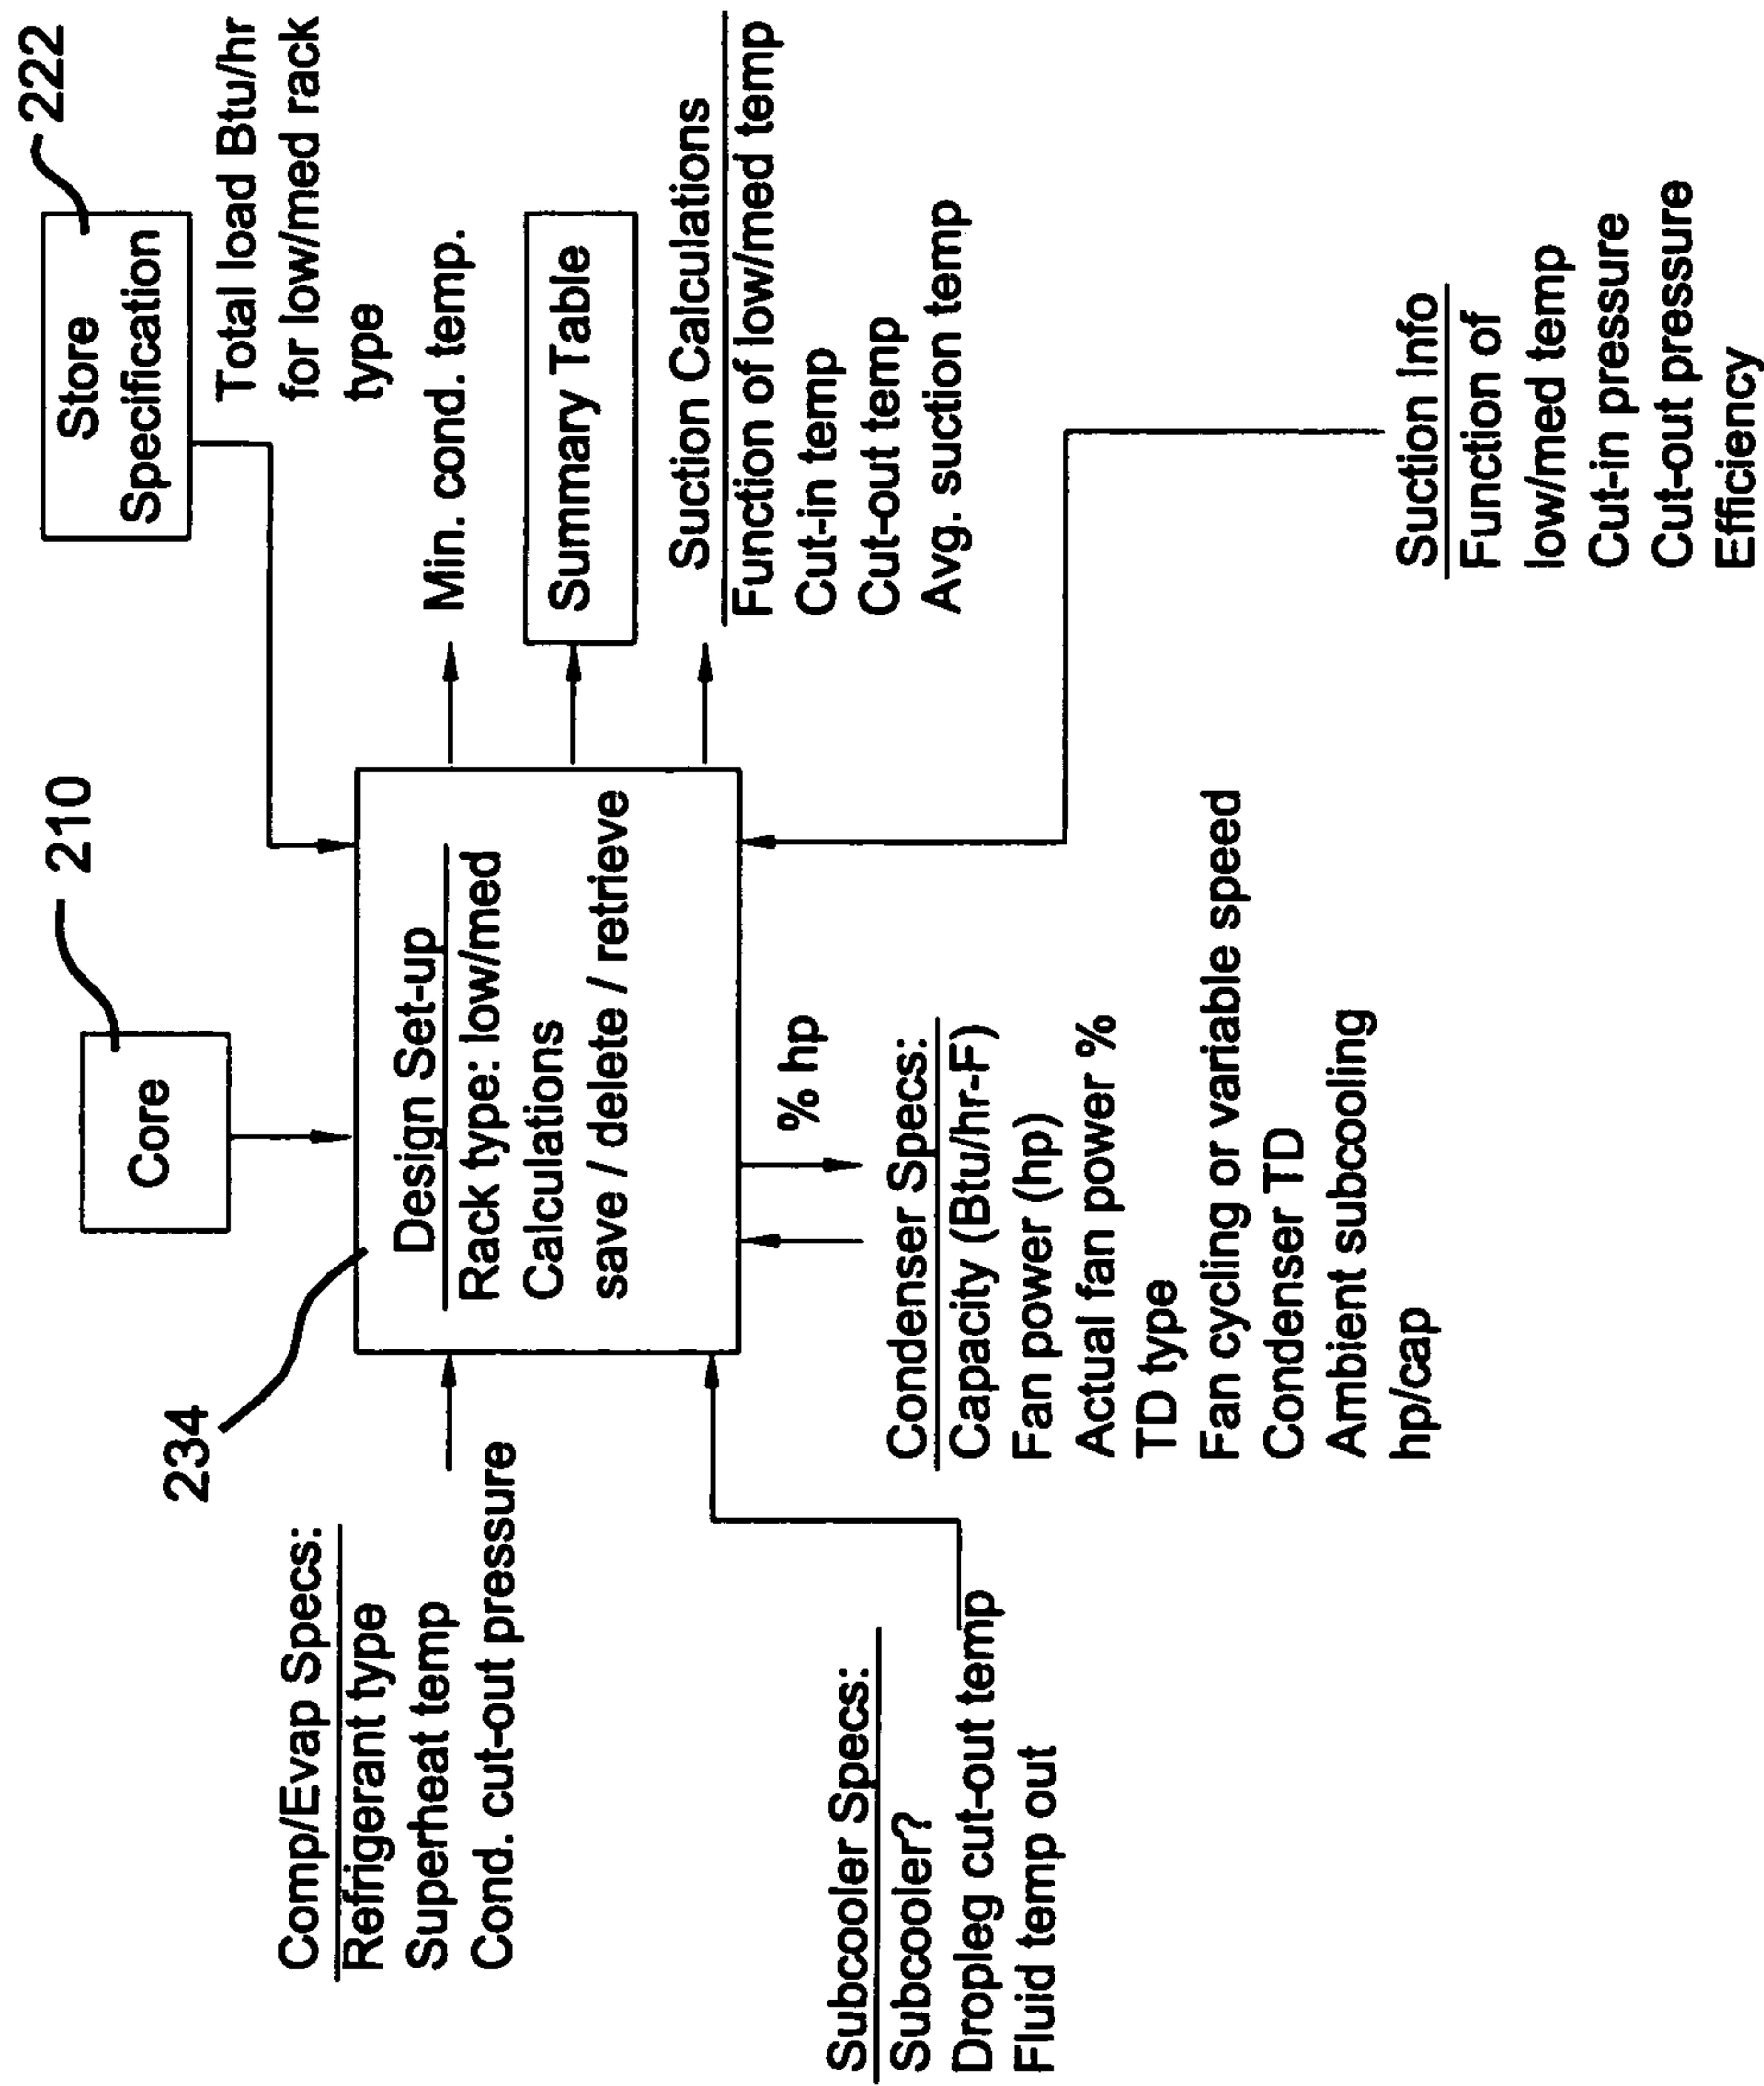 210
Core
222
Store
Specification
Total load Btu/hr
for low/med rack
type
234
Comp/Evap Specs:
Refrigerant type
Superheat temp
Cond. cut-out pressure
Design Set-up
Rack type: low/med
Calculations
save / delete / retrieve
Min. cond. temp.
Summary Table
Suction Calculations
Function of low/med temp
Cut-in temp
Cut-out temp
Avg. suction temp
Subcooler Specs:
Subcooler?
Dropleg cut-out temp
Fluid temp out
% hp
Condenser Specs:
Capacity (Btu/hr-F)
Fan power (hp)
Actual fan power %
TD type
Fan cycling or variable speed
Condenser TD
Ambient subcooling
hp/cap
Suction Info
Function of
low/med temp
Cut-in pressure
Cut-out pressure
Efficiency